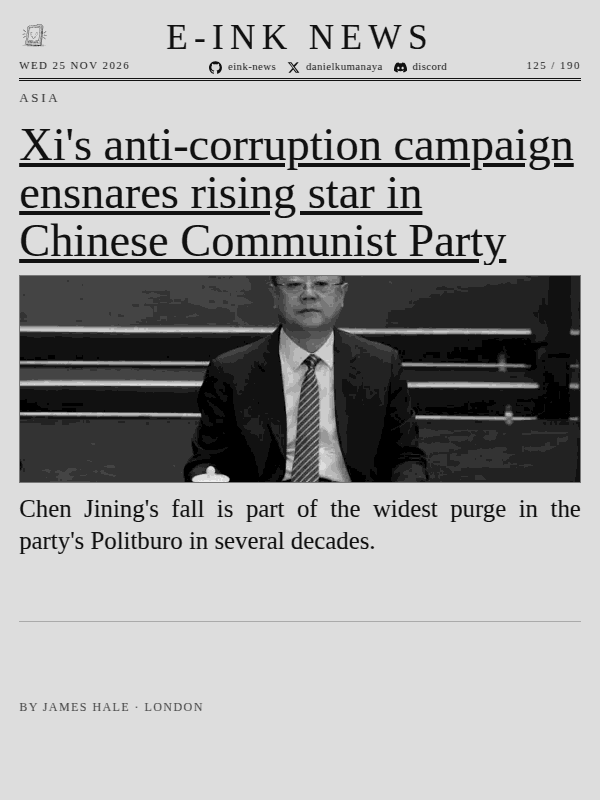 E-INK NEWS
WED 25 NOV 2026
eink-news danielkumanaya discord
125 / 190
ASIA
Xi's anti-corruption campaign
ensnares rising star in
Chinese Communist Party
Chen Jining's fall is part of the widest purge in the
party's Politburo in several decades.
BY JAMES HALE · LONDON